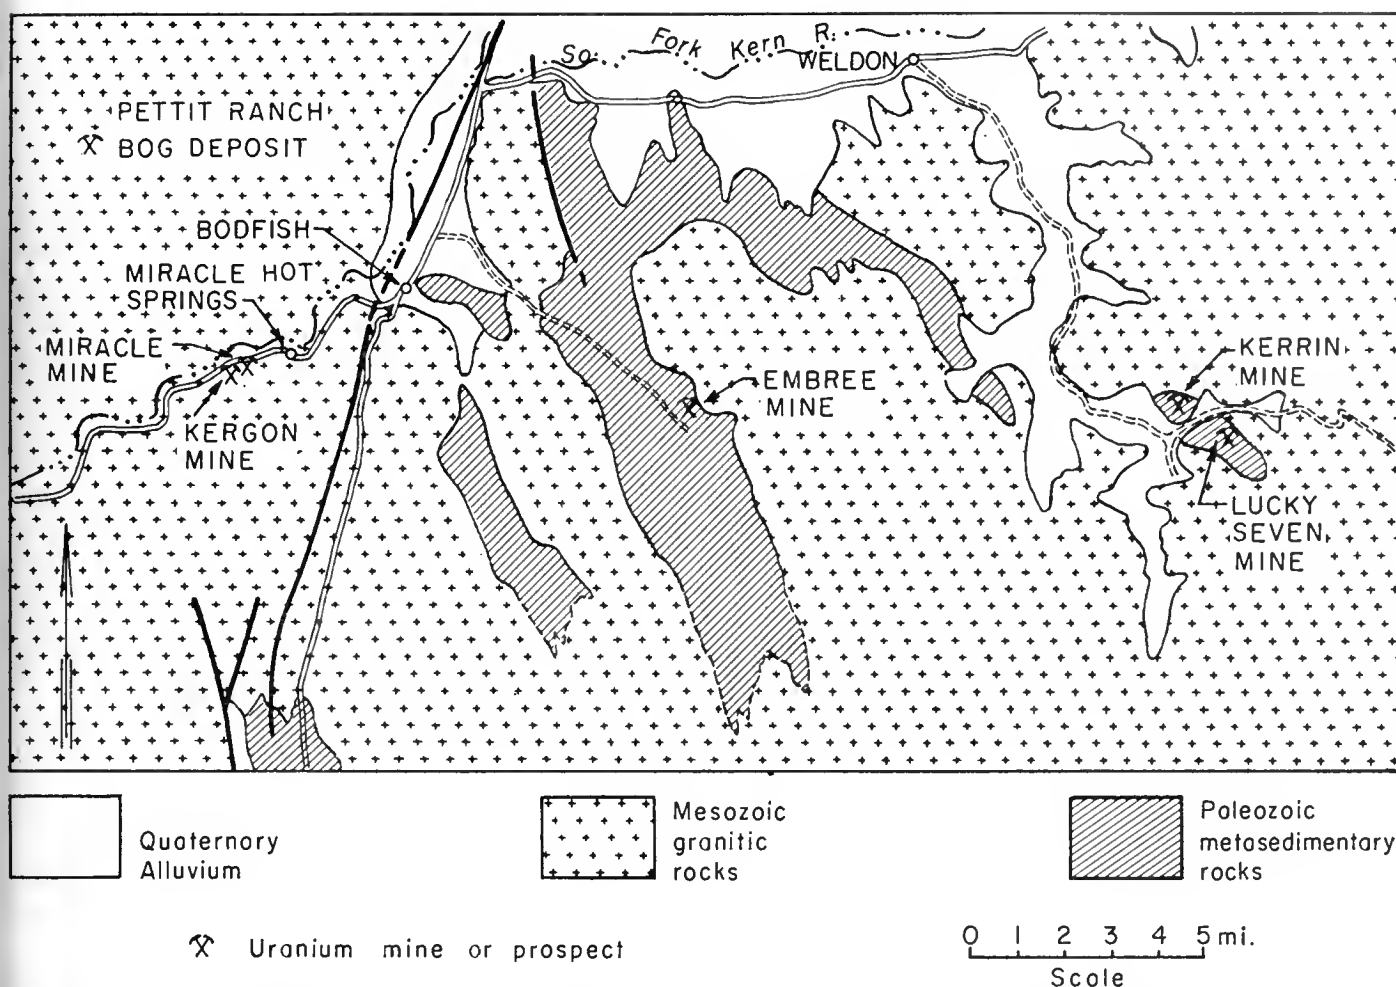 So. Fork Kern R.
WELDON
PETTIT RANCH
BOG DEPOSIT
BODFISH
MIRACLE HOT
SPRINGS
MIRACLE
MINE
KERGON
MINE
EMBREE
MINE
KERRIN
MINE
LUCKY
SEVEN
MINE
Quaternary
Alluvium
Mesozoic
granitic
rocks
Paleozoic
metasedimentary
rocks
Uranium mine or prospect
0 1 2 3 4 5 mi.
Scale